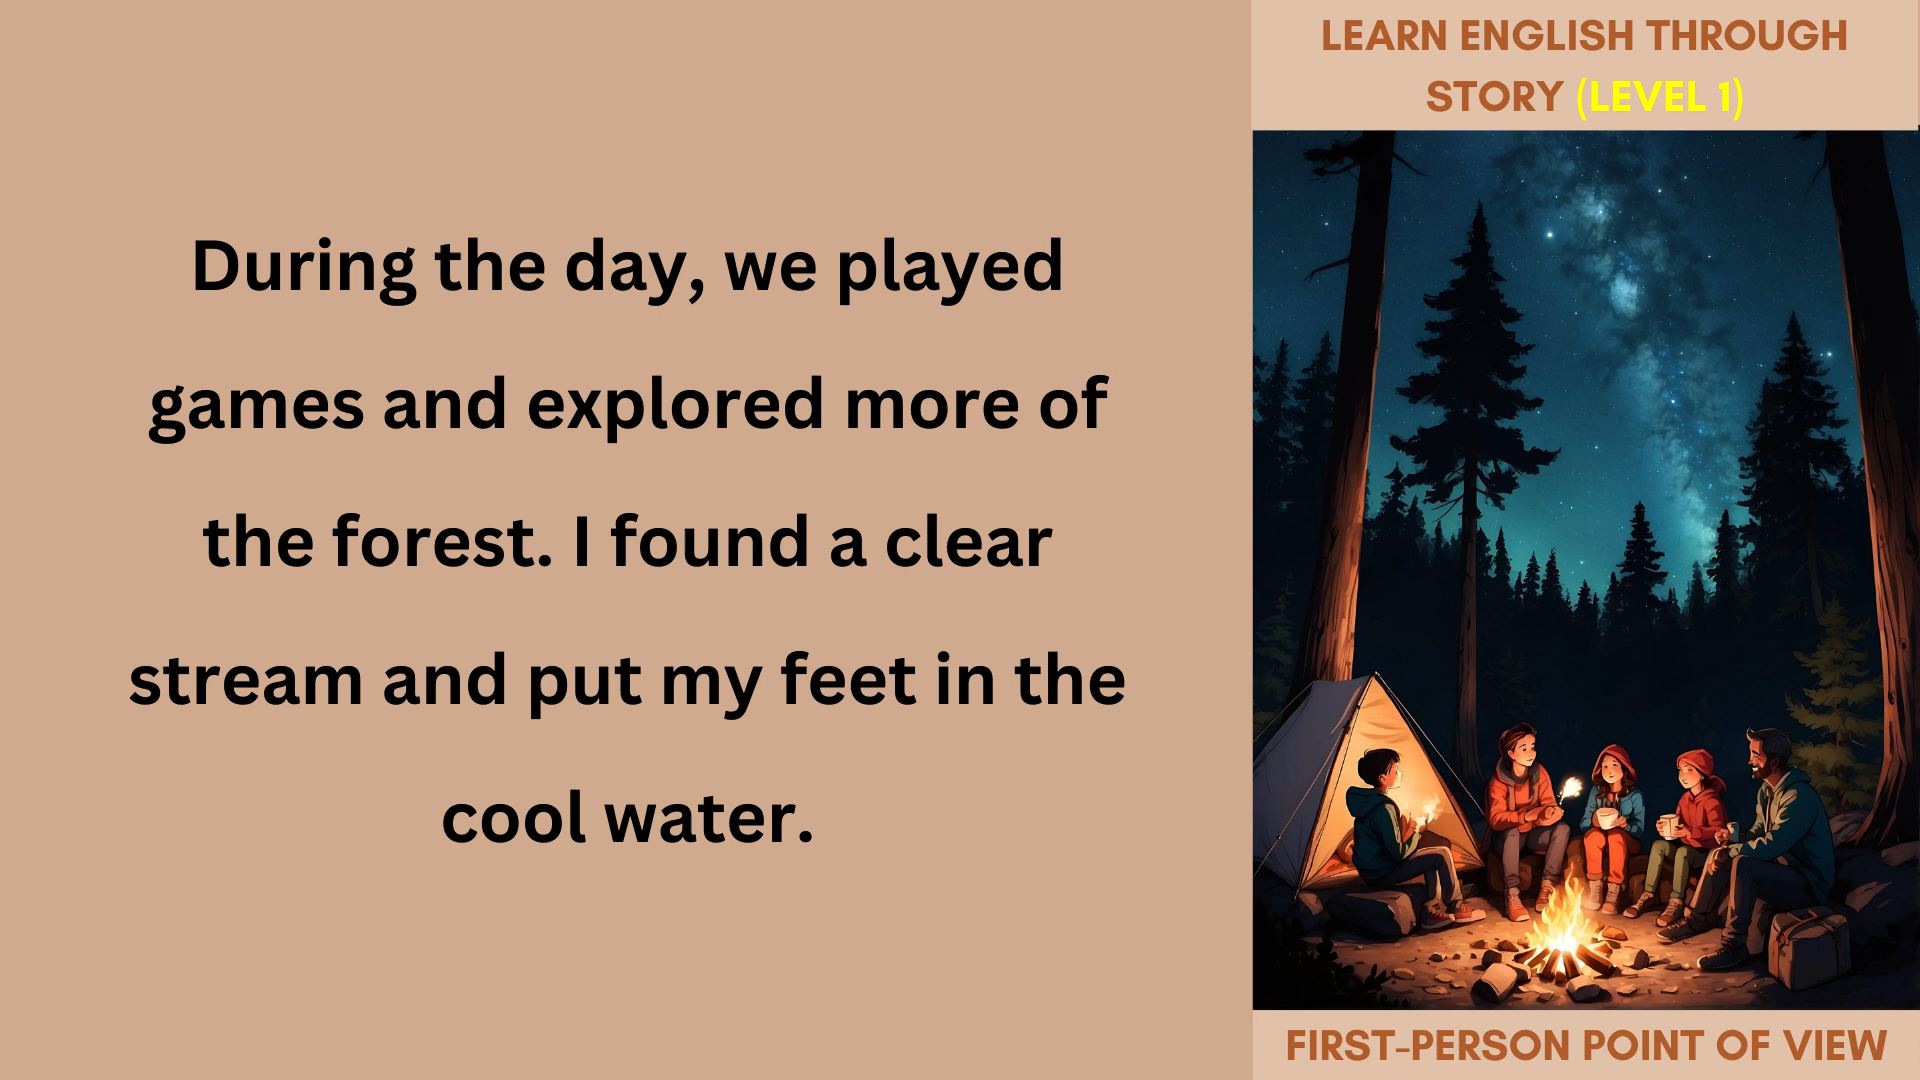 During the day, we played
games and explored more of
the forest. I found a clear
stream and put my feet in the
cool water.
LEARN ENGLISH THROUGH
STORY (LEVEL 1)
FIRST-PERSON POINT OF VIEW